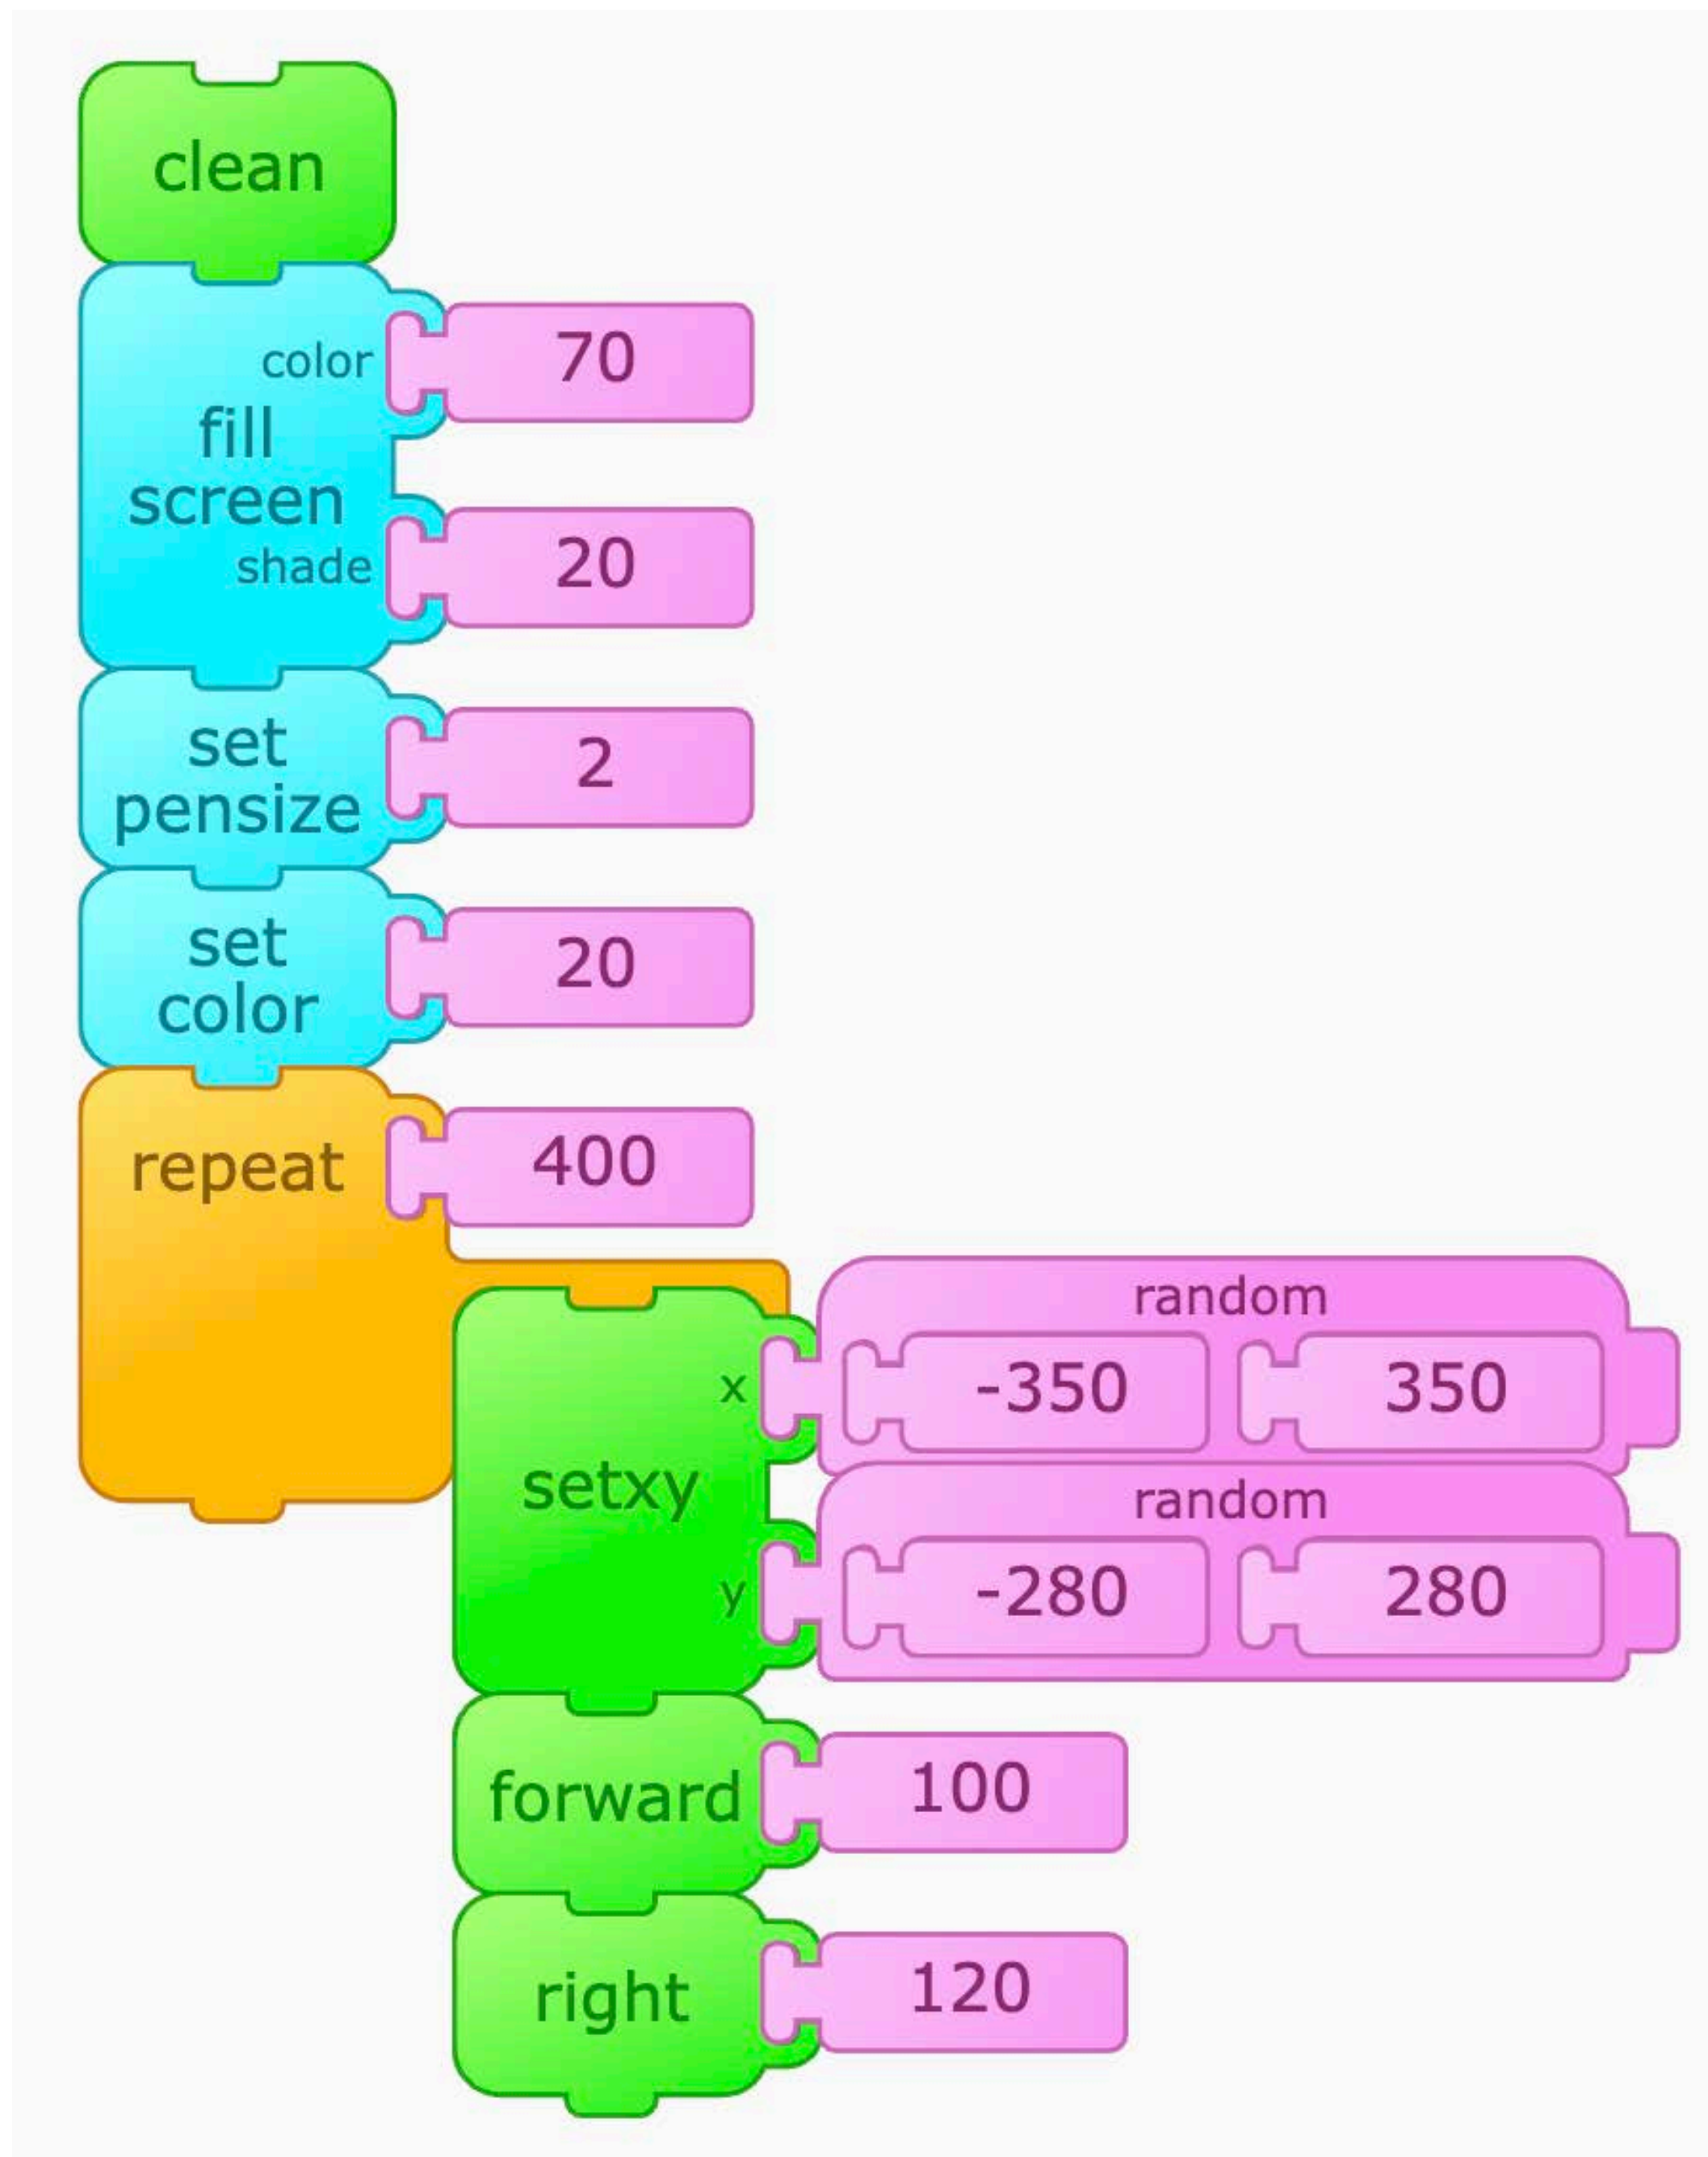 clean
color 70
fill
screen
shade 20
set
pensize 2
set
color 20
repeat 400
random
x -350 350
setxy
random
y -280 280
forward 100
right 120